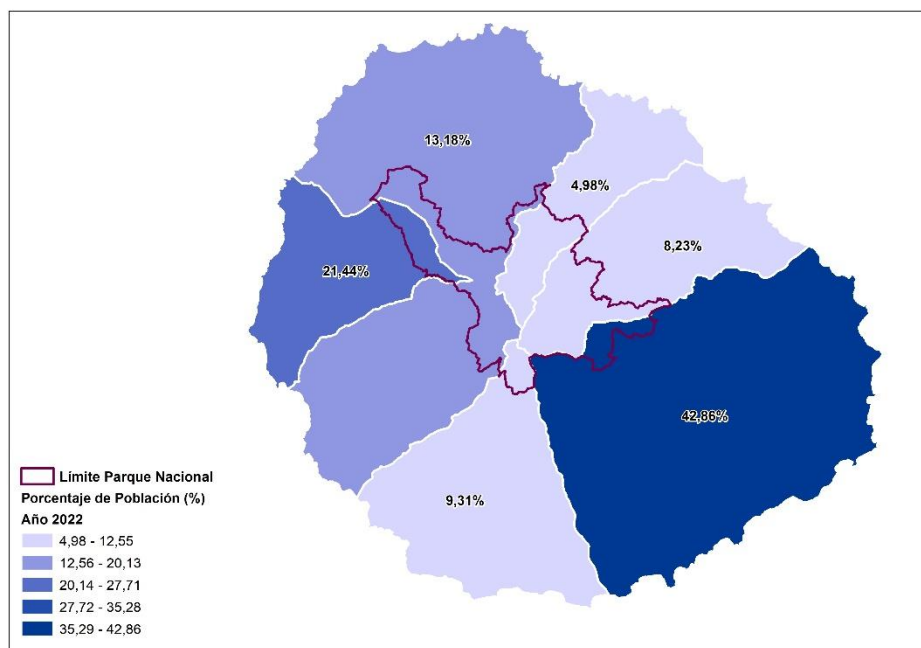 13,18%
4,98%
8,23%
21,44%
42,86%
9,31%
Límite Parque Nacional
Porcentaje de Población (%)
Año 2022
4,98 - 12,55
12,56 - 20,13
20,14 - 27,71
27,72 - 35,28
35,29 - 42,86